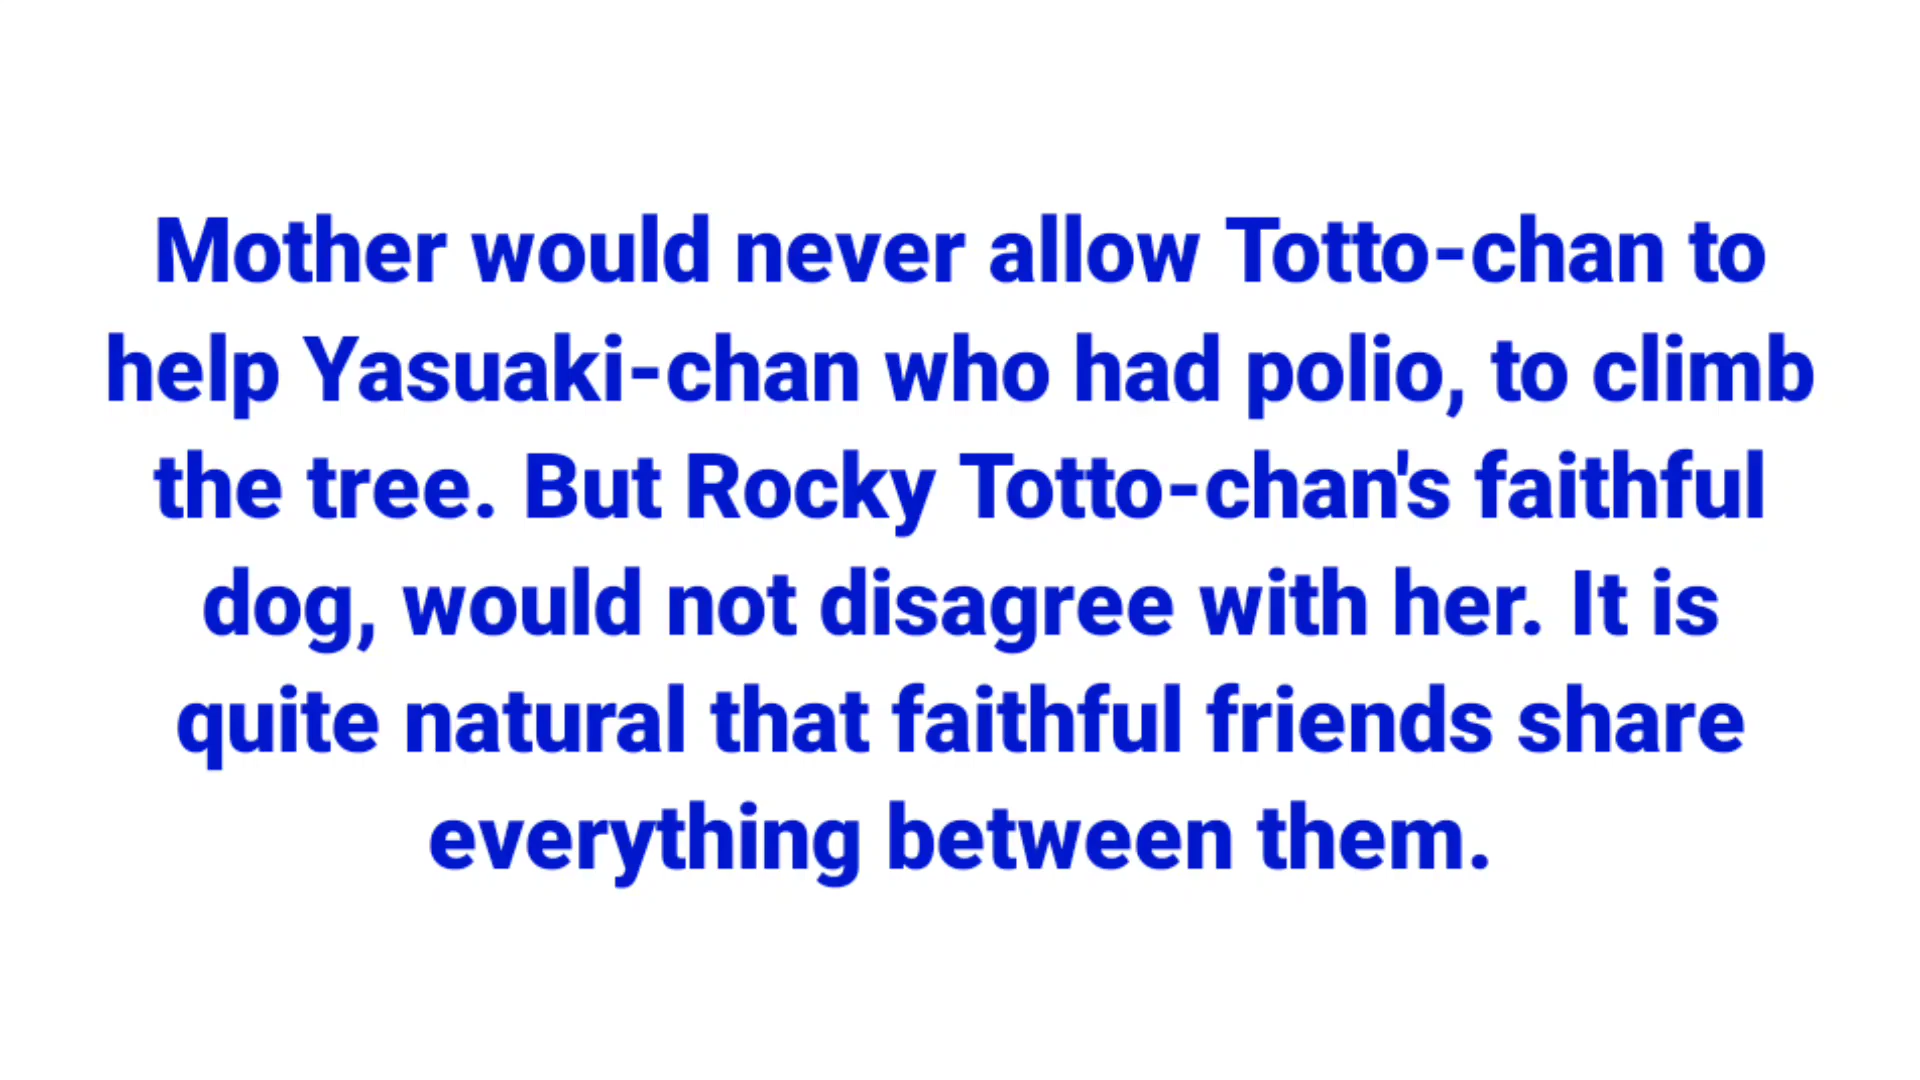 Mother would never allow Totto-chan to
help Yasuaki-chan who had polio, to climb
the tree. But Rocky Totto-chan's faithful
dog, would not disagree with her. It is
quite natural that faithful friends share
everything between them.